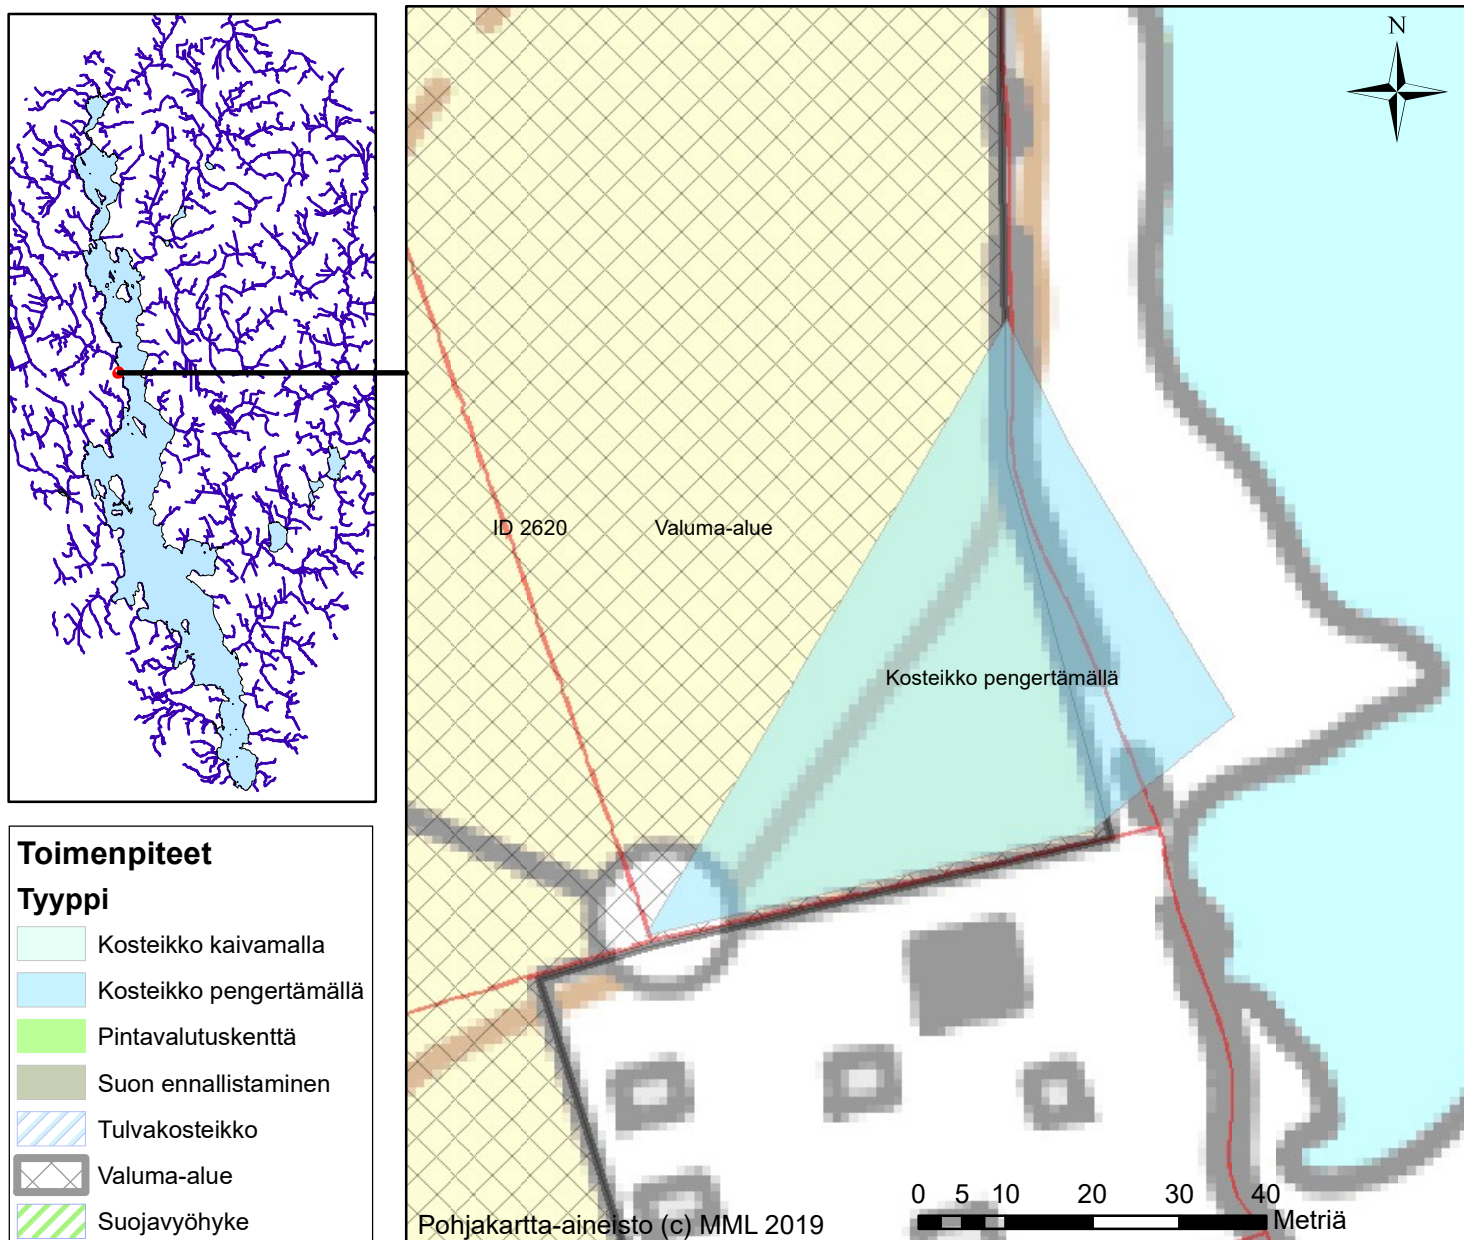 N
ID 2620
Valuma-alue
Kosteikko pengertämällä
Toimenpiteet
Tyyppi
Kosteikko kaivamalla
Kosteikko pengertämällä
Pintavalutuskenttä
Suon ennallistaminen
Tulvakosteikko
Valuma-alue
Suojavyöhyke
0 5 10 20 30 40
Metriä
Pohjakartta-aineisto (c) MML 2019